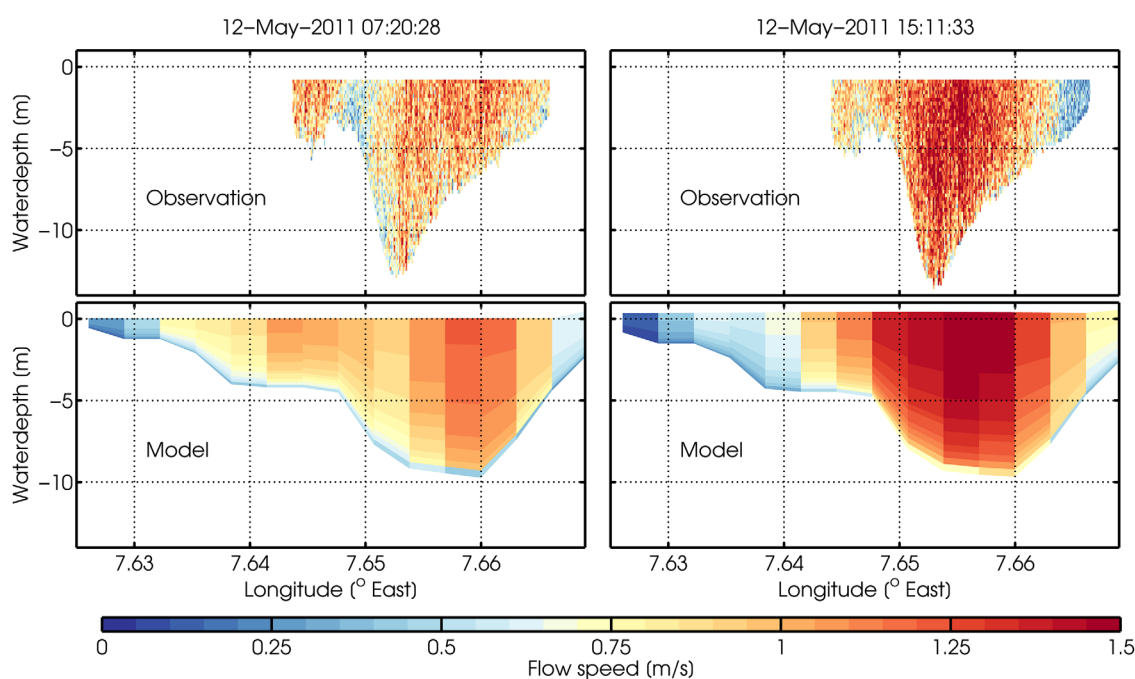 12–May–2011 07:20:28
12–May–2011 15:11:33
0
−5
−10
Waterdepth (m)
Observation
Observation
0
−5
−10
Waterdepth (m)
Model
Model
7.63 7.64 7.65 7.66
7.63 7.64 7.65 7.66
Longitude (° East)
Longitude (° East)
0 0.25 0.5 0.75 1 1.25 1.5
Flow speed (m/s)